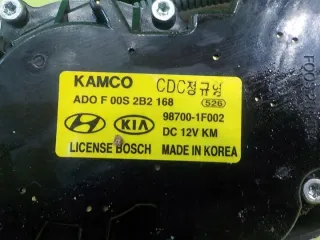 KAMCO CDC정규잉
ADO F 00S 2B2 168 526
KIA 98700-1F002
DC 12V KM
LICENSE BOSCH MADE IN KOREA